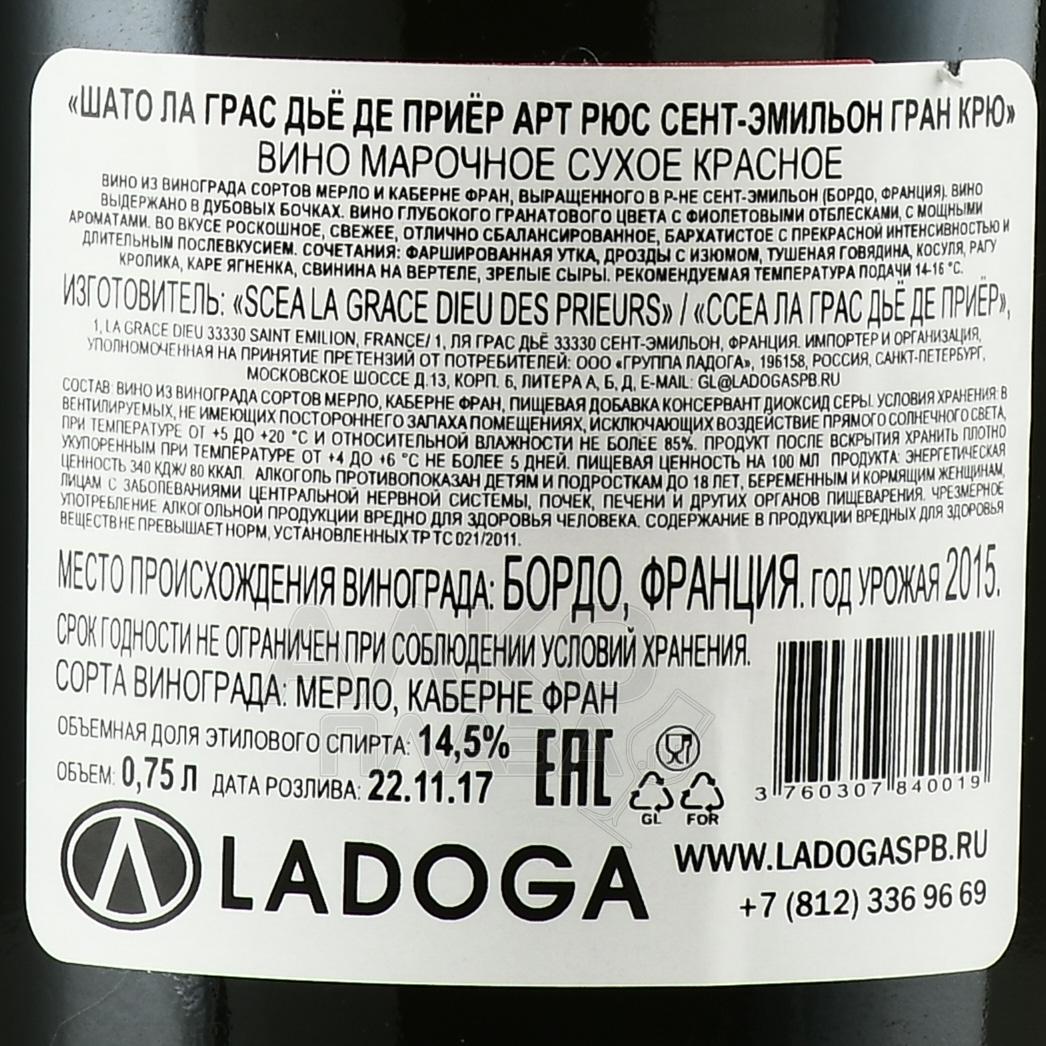 «ШАТО ЛА ГРАС ДЬЁ ДЕ ПРИЁР АРТ РЮС СЕНТ-ЭМИЛЬОН ГРАН КРЮ»
ВИНО МАРОЧНОЕ СУХОЕ КРАСНОЕ
ВИНО ИЗ ВИНОГРАДА СОРТОВ МЕРЛО И КАБЕРНЕ ФРАН, ВЫРАЩЕННОГО В Р-НЕ СЕНТ-ЭМИЛЬОН (БОРДО, ФРАНЦИЯ). ВИНО
ВЫДЕРЖАНО В ДУБОВЫХ БОЧКАХ. ВИНО ГЛУБОКОГО ГРАНАТОВОГО ЦВЕТА С ФИОЛЕТОВЫМИ ОТБЛЕСКАМИ, С МОЩНЫМИ
АРОМАТАМИ. ВО ВКУСЕ РОСКОШНОЕ, СВЕЖЕЕ, ОТЛИЧНО СБАЛАНСИРОВАННОЕ, БАРХАТИСТОЕ С ПРЕКРАСНОЙ ИНТЕНСИВНОСТЬЮ И
ДЛИТЕЛЬНЫМ ПОСЛЕВКУСИЕМ. СОЧЕТАНИЯ: ФАРШИРОВАННАЯ УТКА, ДРОЗДЫ С ИЗЮМОМ, ТУШЕНАЯ ГОВЯДИНА, КОСУЛЯ, РАГУ
КРОЛИКА, КАРЕ ЯГНЕНКА, СВИНИНА НА ВЕРТЕЛЕ, ЗРЕЛЫЕ СЫРЫ. РЕКОМЕНДУЕМАЯ ТЕМПЕРАТУРА ПОДАЧИ 14-16 °С.
ИЗГОТОВИТЕЛЬ: «SCEA LA GRACE DIEU DES PRIEURS» / «ССЕА ЛА ГРАС ДЬЁ ДЕ ПРИЁР»,
1, LA GRACE DIEU 33330 SAINT EMILION, FRANCE/ 1, ЛЯ ГРАС ДЬЁ 33330 СЕНТ-ЭМИЛЬОН, ФРАНЦИЯ. ИМПОРТЕР И ОРГАНИЗАЦИЯ,
УПОЛНОМОЧЕННАЯ НА ПРИНЯТИЕ ПРЕТЕНЗИЙ ОТ ПОТРЕБИТЕЛЕЙ: ООО «ГРУППА ЛАДОГА», 196158, РОССИЯ, САНКТ-ПЕТЕРБУРГ,
МОСКОВСКОЕ ШОССЕ Д.13, КОРП. 6, ЛИТЕРА А, Б, Д, E-MAIL: GL@LADOGASPB.RU
СОСТАВ: ВИНО ИЗ ВИНОГРАДА СОРТОВ МЕРЛО, КАБЕРНЕ ФРАН, ПИЩЕВАЯ ДОБАВКА КОНСЕРВАНТ ДИОКСИД СЕРЫ. УСЛОВИЯ ХРАНЕНИЯ: В
ВЕНТИЛИРУЕМЫХ, НЕ ИМЕЮЩИХ ПОСТОРОННЕГО ЗАПАХА ПОМЕЩЕНИЯХ, ИСКЛЮЧАЮЩИХ ВОЗДЕЙСТВИЕ ПРЯМОГО СОЛНЕЧНОГО СВЕТА,
ПРИ ТЕМПЕРАТУРЕ ОТ +5 ДО +20 °С И ОТНОСИТЕЛЬНОЙ ВЛАЖНОСТИ НЕ БОЛЕЕ 85%. ПРОДУКТ ПОСЛЕ ВСКРЫТИЯ ХРАНИТЬ ПЛОТНО
УКУПОРЕННЫМ ПРИ ТЕМПЕРАТУРЕ ОТ +4 ДО +6 °С НЕ БОЛЕЕ 5 ДНЕЙ. ПИЩЕВАЯ ЦЕННОСТЬ НА 100 МЛ ПРОДУКТА: ЭНЕРГЕТИЧЕСКАЯ
ЦЕННОСТЬ 340 КДЖ/ 80 ККАЛ. АЛКОГОЛЬ ПРОТИВОПОКАЗАН ДЕТЯМ И ПОДРОСТКАМ ДО 18 ЛЕТ, БЕРЕМЕННЫМ И КОРМЯЩИМ ЖЕНЩИНАМ,
ЛИЦАМ С ЗАБОЛЕВАНИЯМИ ЦЕНТРАЛЬНОЙ НЕРВНОЙ СИСТЕМЫ, ПОЧЕК, ПЕЧЕНИ И ДРУГИХ ОРГАНОВ ПИЩЕВАРЕНИЯ. ЧРЕЗМЕРНОЕ
УПОТРЕБЛЕНИЕ АЛКОГОЛЬНОЙ ПРОДУКЦИИ ВРЕДНО ДЛЯ ЗДОРОВЬЯ ЧЕЛОВЕКА. СОДЕРЖАНИЕ В ПРОДУКЦИИ ВРЕДНЫХ ДЛЯ ЗДОРОВЬЯ
ВЕЩЕСТВ НЕ ПРЕВЫШАЕТ НОРМ, УСТАНОВЛЕННЫХ ТР ТС 021/2011.
МЕСТО ПРОИСХОЖДЕНИЯ ВИНОГРАДА: БОРДО, ФРАНЦИЯ. ГОД УРОЖАЯ 2015.
СРОК ГОДНОСТИ НЕ ОГРАНИЧЕН ПРИ СОБЛЮДЕНИИ УСЛОВИЙ ХРАНЕНИЯ.
СОРТА ВИНОГРАДА: МЕРЛО, КАБЕРНЕ ФРАН
ОБЪЕМНАЯ ДОЛЯ ЭТИЛОВОГО СПИРТА: 14,5%
ОБЪЕМ: 0,75 Л ДАТА РОЗЛИВА: 22.11.17
EAC
GL FOR
3 760307 840019
LADOGA
WWW.LADOGASPB.RU
+7 (812) 336 96 69
АЛКО
ПЛАЗА